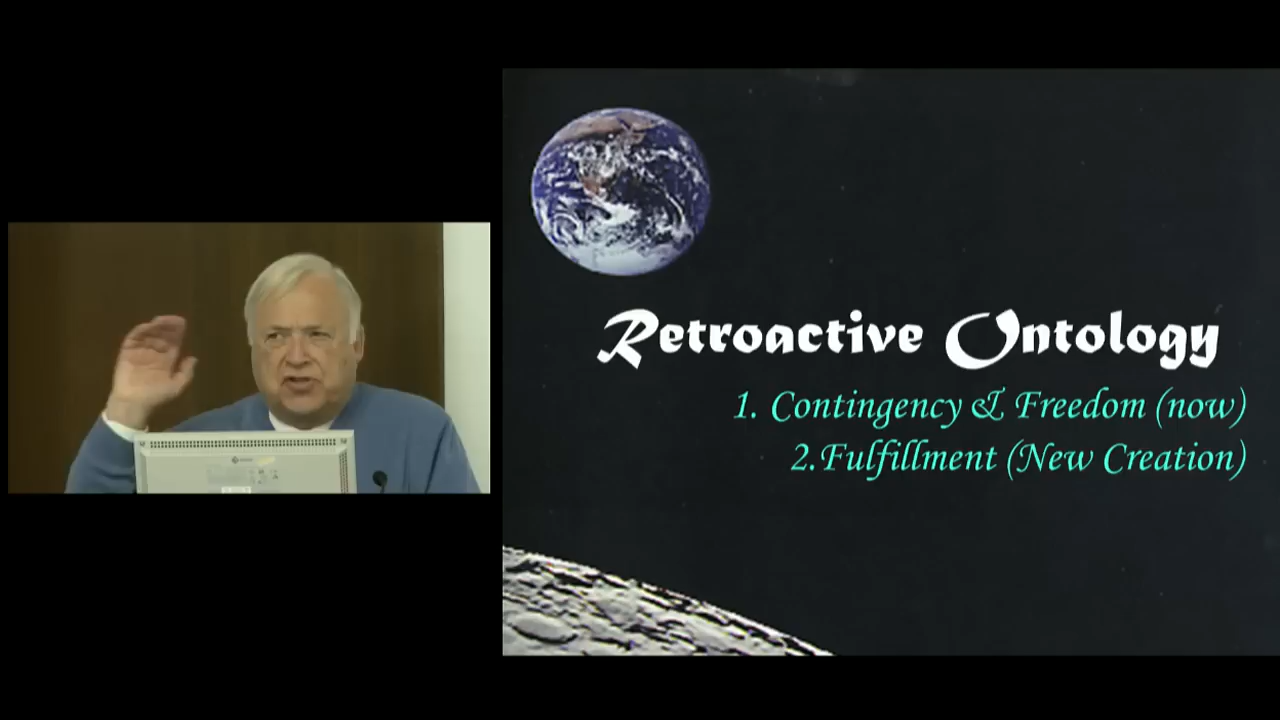 Retroactive Ontology
1. Contingency & Freedom (now)
2.Fulfillment (New Creation)